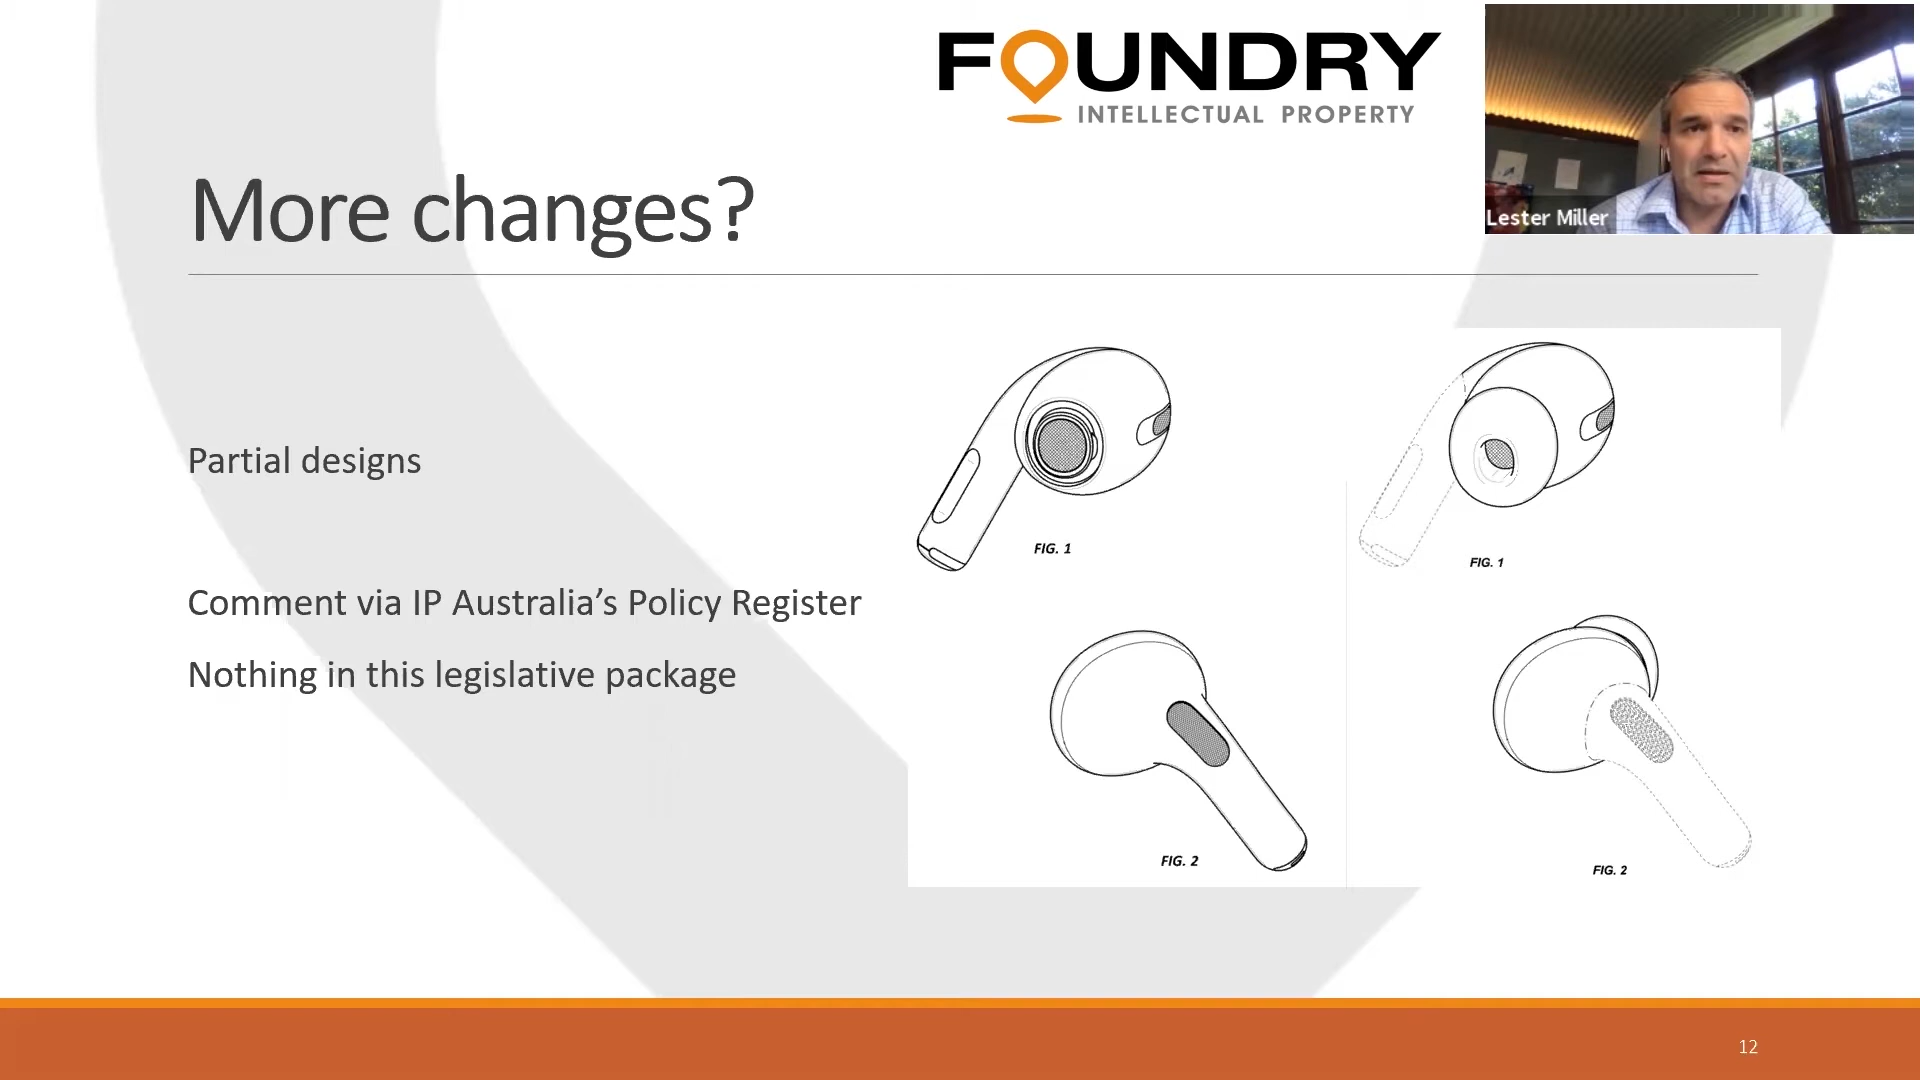 FOUNDRY
INTELLECTUAL PROPERTY
Lester Miller
More changes?
Partial designs
Comment via IP Australia’s Policy Register
Nothing in this legislative package
FIG. 1
FIG. 1
FIG. 2
FIG. 2
12